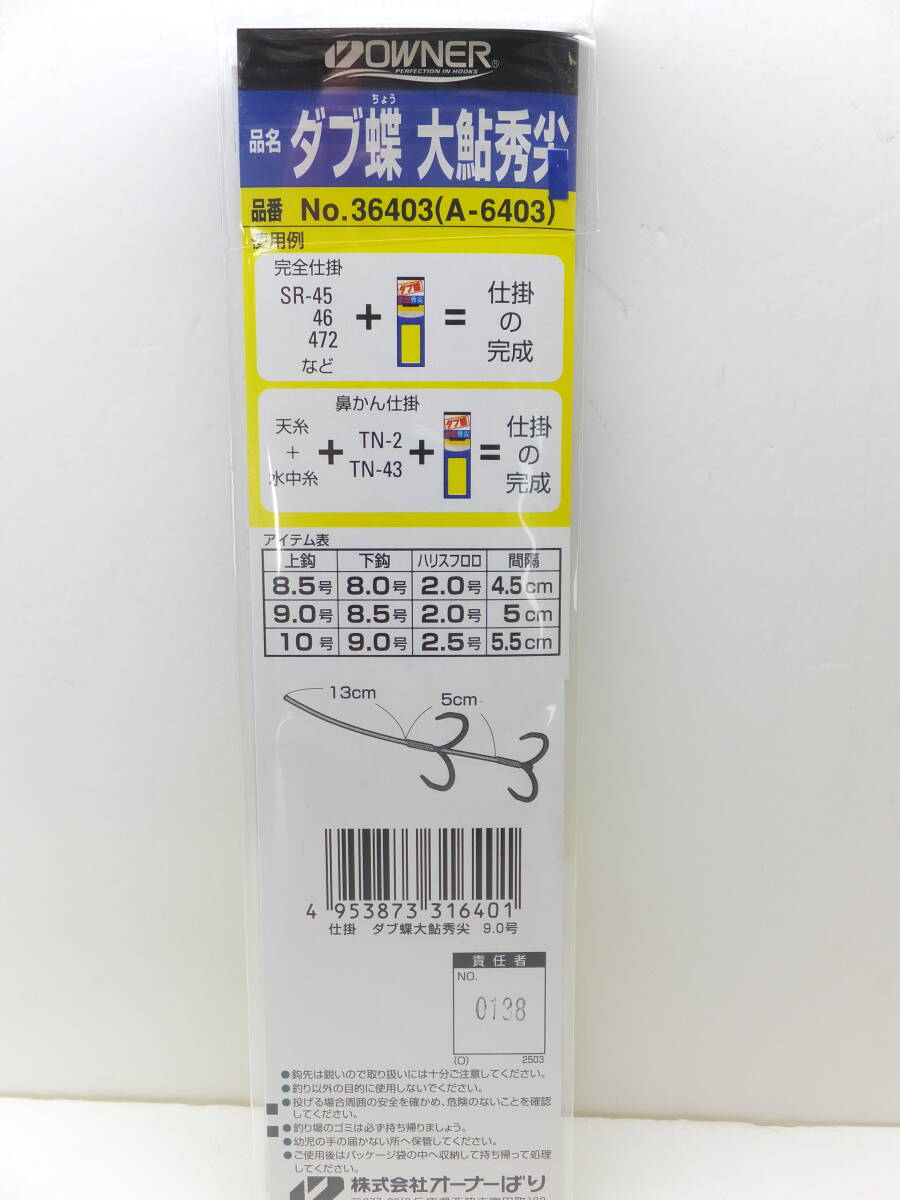 OWNER®
PERFECTION IN HOOKS
ちょう
品名 ダブ蝶 大鮎秀尖
品番 No.36403(A-6403)
使用例
完全仕掛
SR-45
46
472
など
+
ダブ蝶
=
仕掛
の
完成
鼻かん仕掛
天糸
+
水中糸
+
TN-2
TN-43
+
ダブ蝶
=
仕掛
の
完成
アイテム表
上鈎 下鈎 ハリスフロロ 間隔
8.5号 8.0号 2.0号 4.5cm
9.0号 8.5号 2.0号 5cm
10号 9.0号 2.5号 5.5cm
13cm 5cm
4 953873 316401
仕掛 ダブ蝶大鮎秀尖 9.0号
責任者
NO.
0138
(O) 2503
●鈎先は鋭いので取り扱いには十分ご注意してください。
●釣り以外の目的に使用しないでください。
●投げる場合周囲の安全を確かめ、危険のないことを確認
してください。
●釣り場のゴミは必ず持ち帰りましょう。
●幼児の手の届かない所へ保管してください。
●ご使用後はパッケージ袋の中へ収納して持ち帰って処理
してください。
株式会社オーナーばり